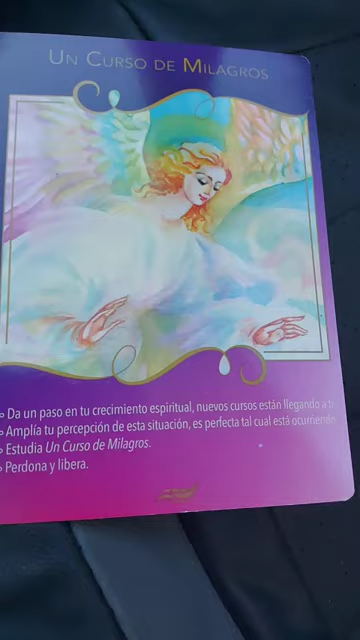 Un Curso de Milagros
Da un paso en tu crecimiento espiritual, nuevos cursos están llegando a
Amplía tu percepción de esta situación, es perfecta tal cual está ocurriendo
Estudia Un Curso de Milagros.
Perdona y libera.